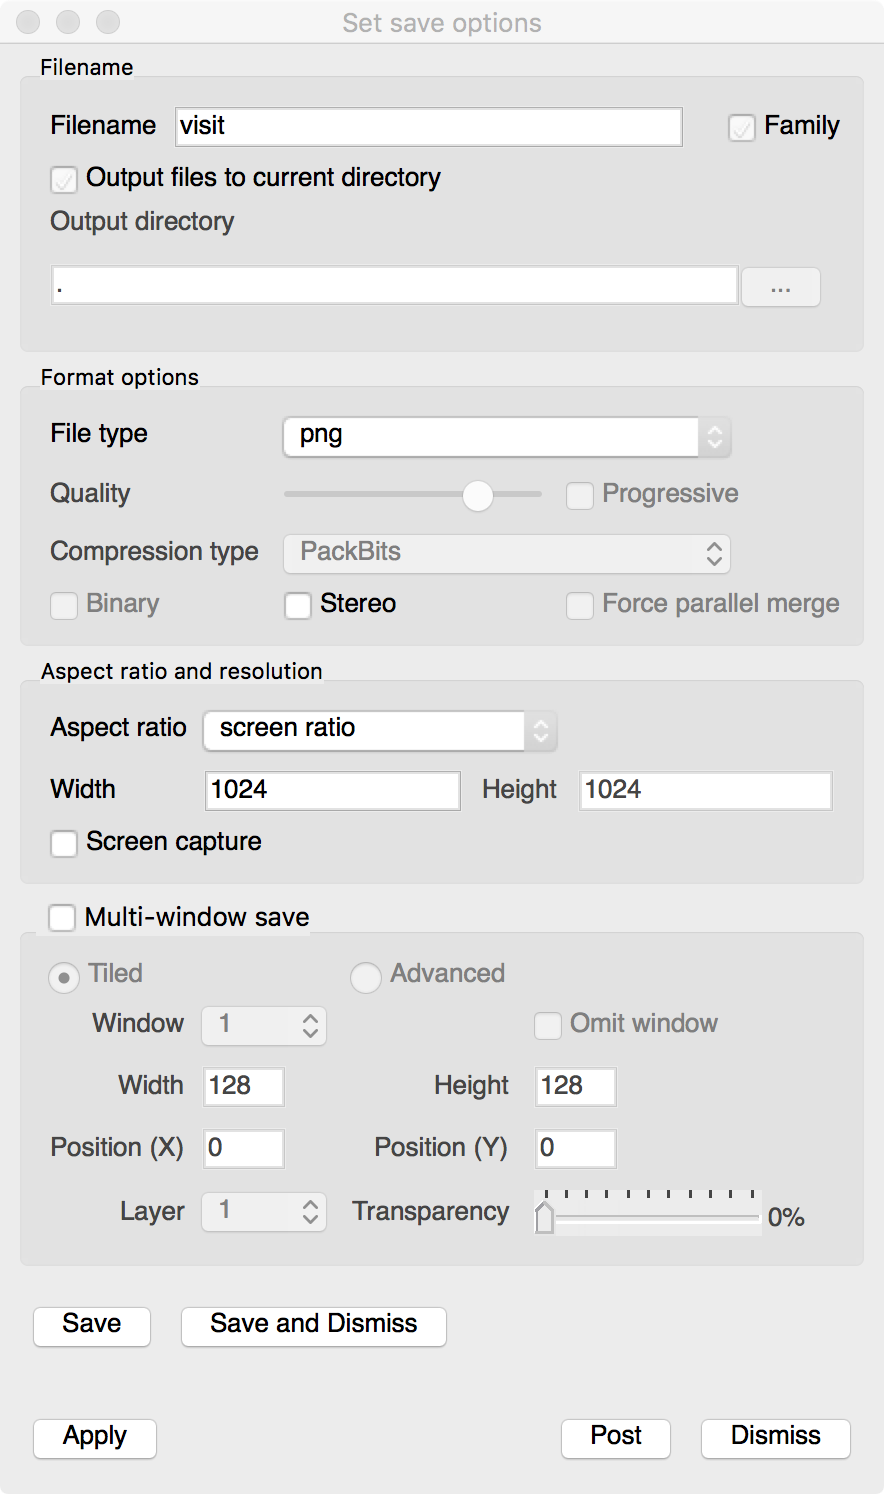 Set save options
Filename
Filename visit Family
Output files to current directory
Output directory
. ...
Format options
File type png
Quality Progressive
Compression type PackBits
Binary Stereo Force parallel merge
Aspect ratio and resolution
Aspect ratio screen ratio
Width 1024 Height 1024
Screen capture
Multi-window save
Tiled Advanced
Window 1 Omit window
Width 128 Height 128
Position (X) 0 Position (Y) 0
Layer 1 Transparency 0%
Save Save and Dismiss
Apply Post Dismiss